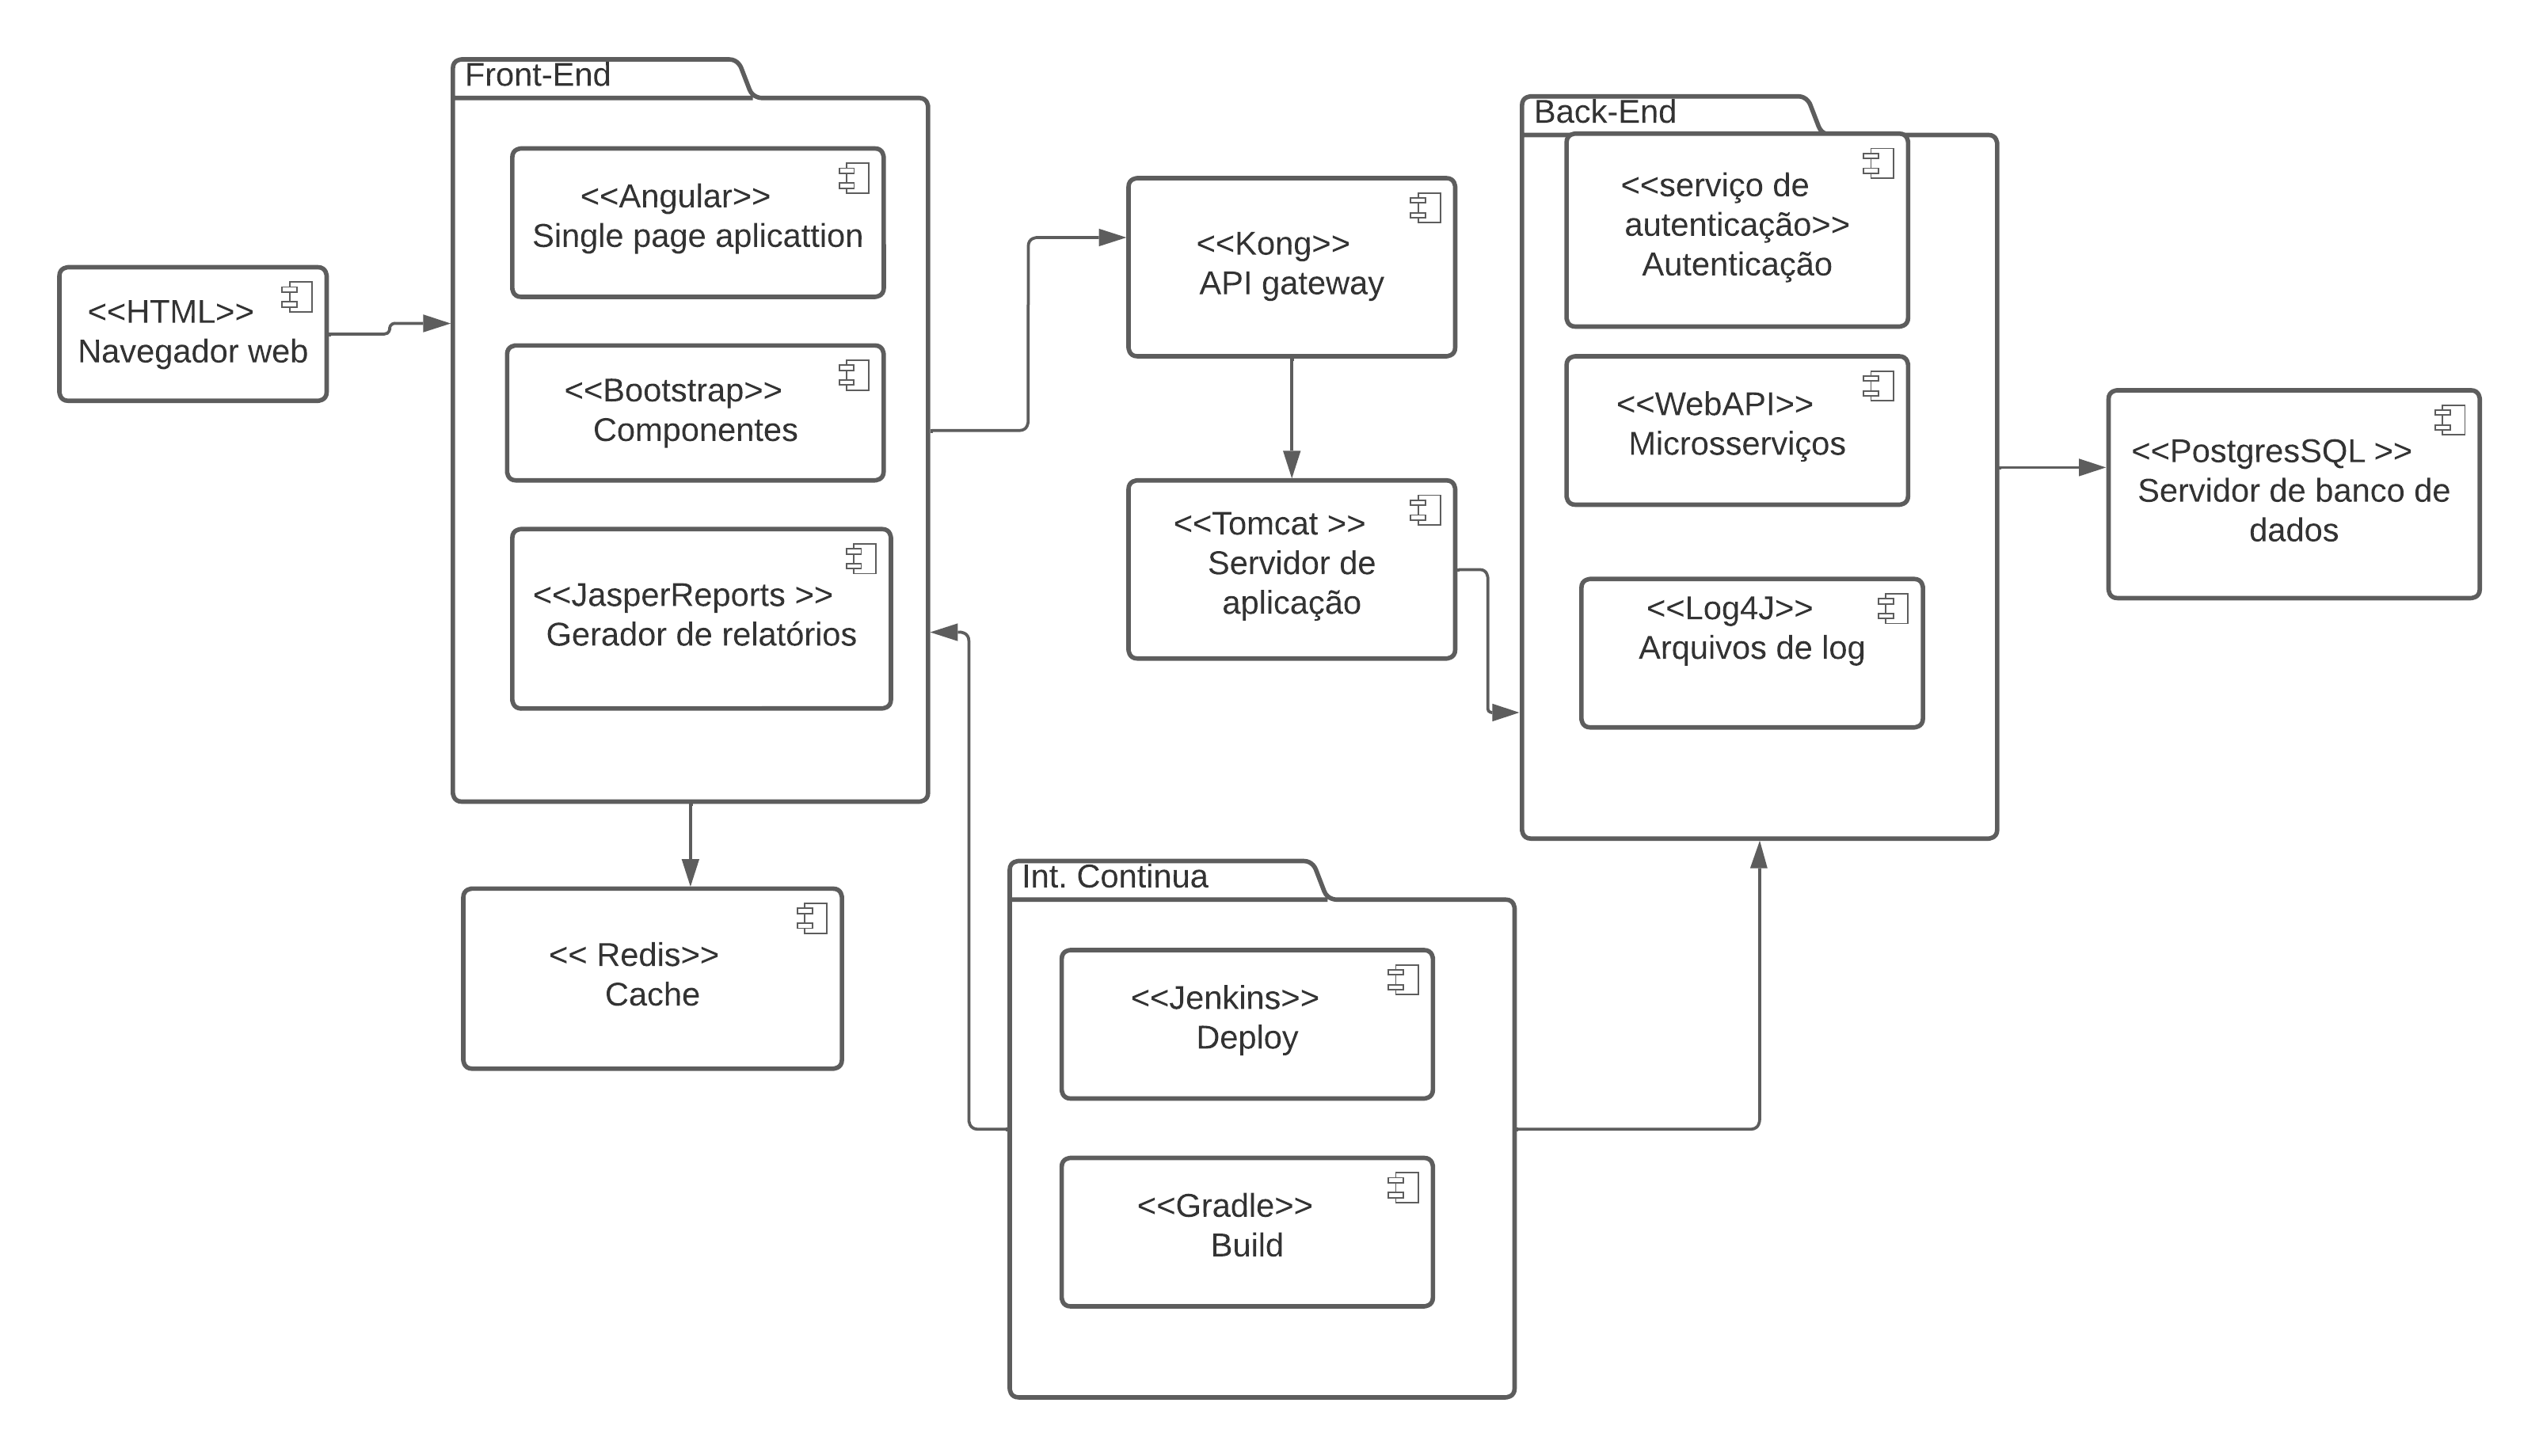 Front-End
<<Angular>>
Single page aplicattion
<<HTML>>
Navegador web
<<Bootstrap>>
Componentes
<<JasperReports >>
Gerador de relatórios
<< Redis>>
Cache
<<Kong>>
API gateway
<<Tomcat >>
Servidor de
aplicação
Back-End
<<serviço de
autenticação>>
Autenticação
<<WebAPI>>
Microsserviços
<<Log4J>>
Arquivos de log
<<PostgresSQL >>
Servidor de banco de
dados
Int. Continua
<<Jenkins>>
Deploy
<<Gradle>>
Build